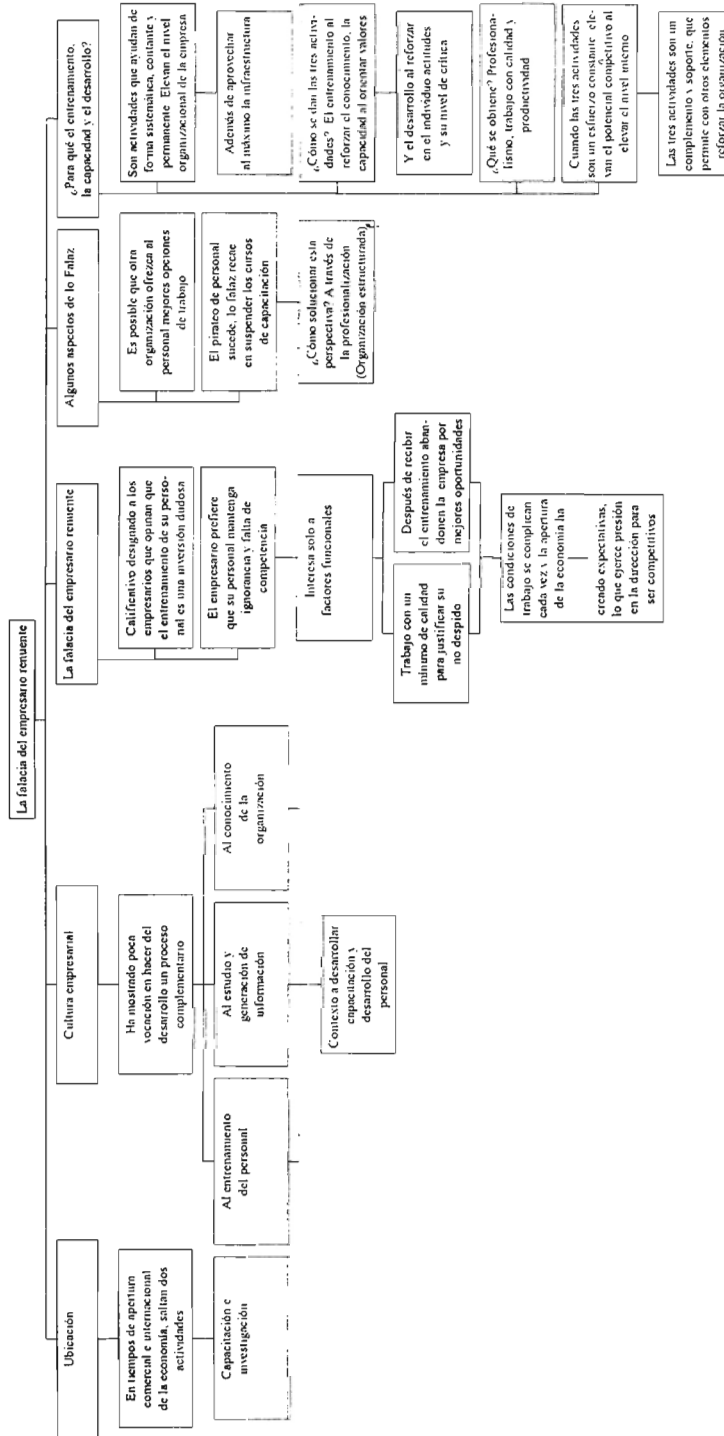 La falacia del empresario renuente
Ubicación
En tiempos de apertura
comercial e internacional
de la economía, saltan dos
actividades
Capacitación e
investigación
Cultura empresarial
Ha mostrado poca
vocación en hacer del
desarrollo un proceso
complementario
Al entrenamiento
del personal
Al estudio y
generación de
información
Al conocimiento
de la
organización
Contexto a desarrollar
capacitación y
desarrollo del
personal
La falacia del empresario renuente
Calificativo designado a los
empresarios que opinan que
el entrenamiento de su perso-
nal es una inversión dudosa
El empresario prefiere
que su personal mantenga
ignorancia y falta de
competencia
Interesa solo a
factores funcionales
Trabajo con un
mínimo de calidad
para justificar su
no despido
Después de recibir
el entrenamiento aban-
donen la empresa por
mejores oportunidades
Las condiciones de
trabajo se complican
cada vez y la apertura
de la economía ha
creando expectativas,
lo que ejerce presión
en la dirección para
ser competitivos
Algunos aspectos de lo Falaz
Es posible que otra
organización ofrezca al
personal mejores opciones
de trabajo
El pirateo de personal
sucede, lo falaz recae
en suspender los cursos
de capacitación
¿Cómo solucionar esta
perspectiva? A través de
la profesionalización
(Organización estructurada)
¿Para qué el entrenamiento,
la capacidad y el desarrollo?
Son actividades que ayudan de
forma sistemática, contante y
permanente Elevan el nivel
organizacional de la empresa
Además de aprovechar
al máximo la infraestructura
¿Cómo se dan las tres activi-
dades? El entrenamiento al
reforzar el conocimiento, la
capacidad al orientar valores
Y el desarrollo al reforzar
en el individuo actitudes
y su nivel de crítica
¿Qué se obtiene? Profesiona-
lismo, trabajo con calidad y
productividad
Cuando las tres actividades
son un esfuerzo constante ele-
van el potencial competitivo al
elevar el nivel interno
Las tres actividades son un
complemento y soporte, que
permite con otros elementos
reforzar la organización